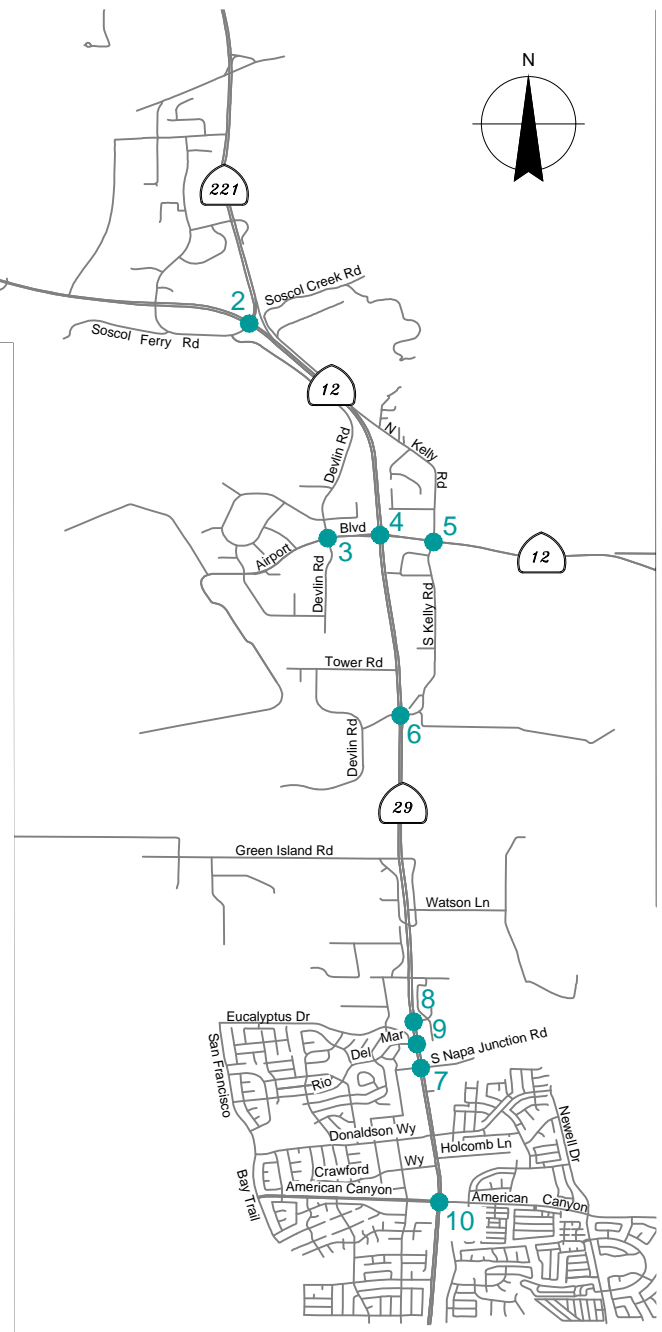 N
221
2
Soscol Creek Rd
Soscol Ferry Rd
12
N Kelly Rd
Devlin Rd
Blvd
4
5
3
12
Airport
Devlin Rd
S Kelly Rd
Tower Rd
6
Devlin Rd
29
Green Island Rd
Watson Ln
8
Eucalyptus Dr
9
Del Mar
S Napa Junction Rd
San Francisco
7
Rio
Donaldson Wy
Newell Dr
Holcomb Ln
Crawford Wy
Bay Trail
American Canyon
American Canyon
10